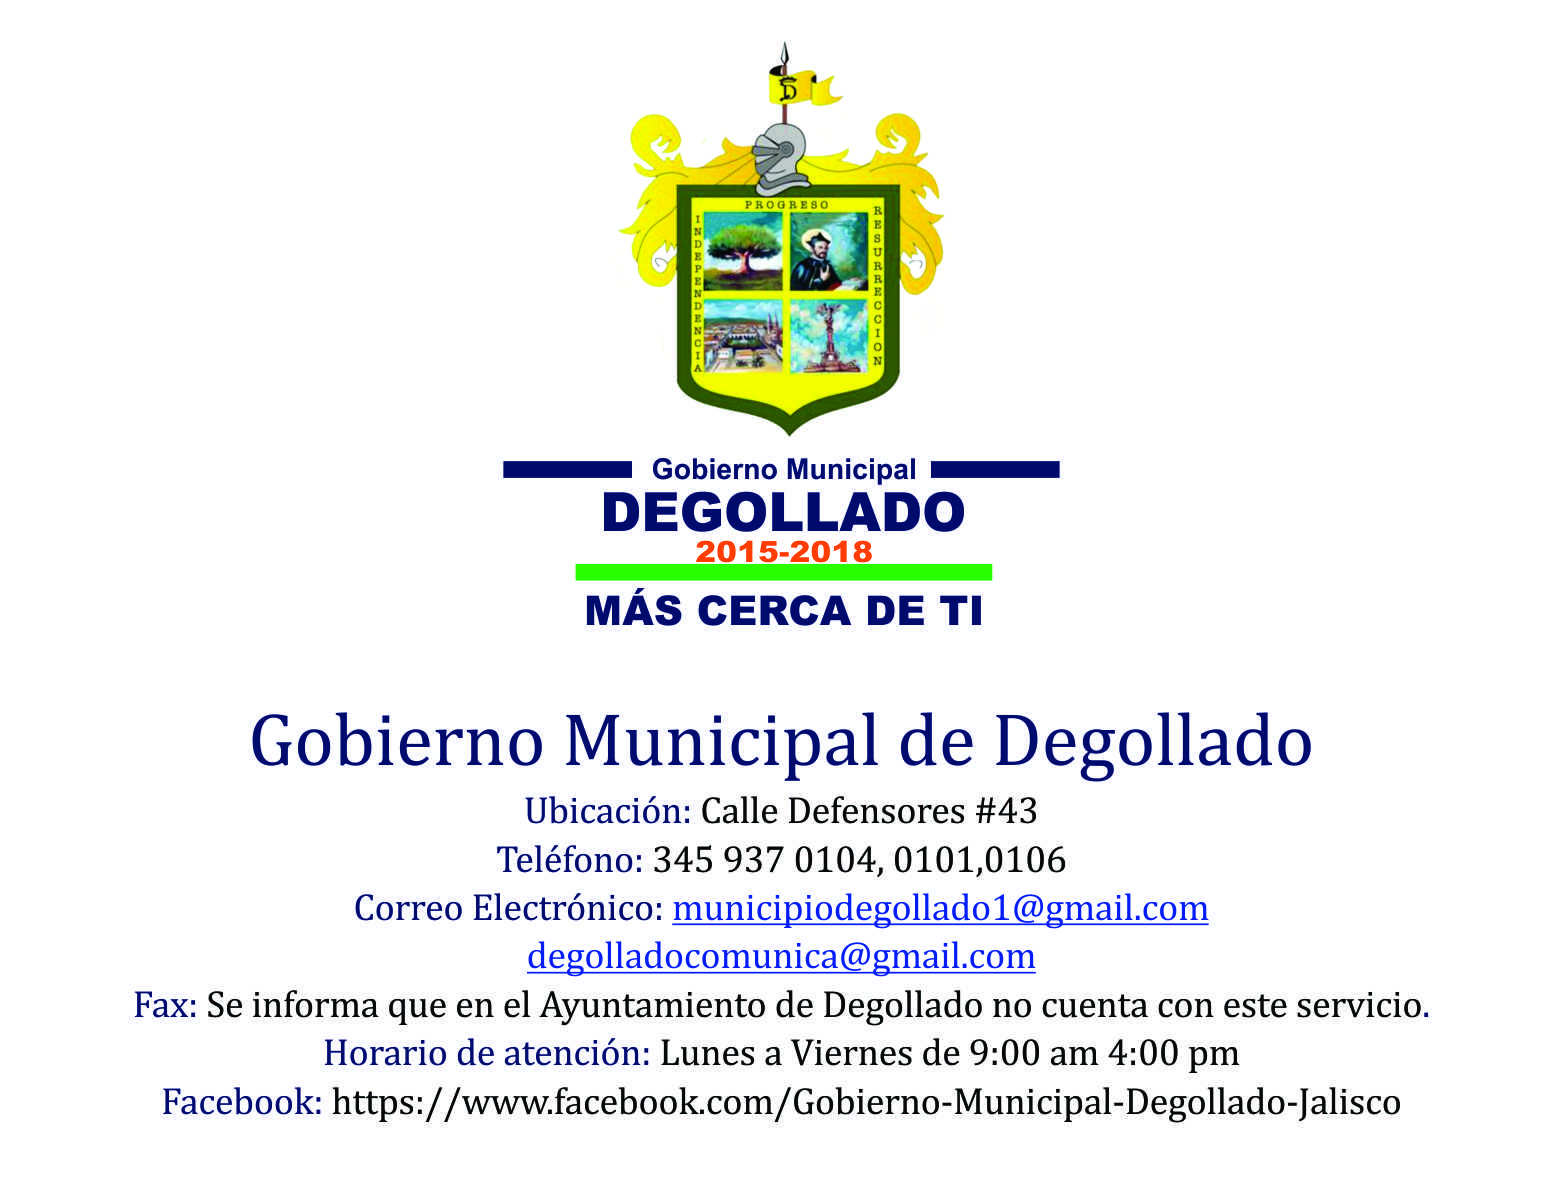 PROGRESO
INDEPENDENCIA
RESURRECCION
Gobierno Municipal
DEGOLLADO
2015-2018
MÁS CERCA DE TI
Gobierno Municipal de Degollado
Ubicación: Calle Defensores #43
Teléfono: 345 937 0104, 0101,0106
Correo Electrónico: municipiodegollado1@gmail.com
degolladocomunica@gmail.com
Fax: Se informa que en el Ayuntamiento de Degollado no cuenta con este servicio.
Horario de atención: Lunes a Viernes de 9:00 am 4:00 pm
Facebook: https://www.facebook.com/Gobierno-Municipal-Degollado-Jalisco